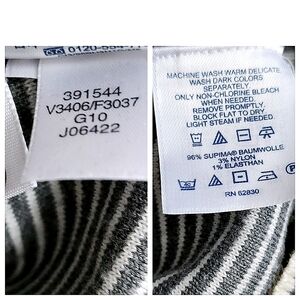 0120-554
391544
V3406/F3037
G10
J06422
MACHINE WASH WARM DELICATE
WASH DARK COLORS
SEPARATELY.
ONLY NON-CHLORINE BLEACH
WHEN NEEDED.
REMOVE PROMPTLY.
BLOCK FLAT TO DRY
LIGHT STEAM IF NEEDED.
96% SUPIMA® BAUMWOLLE
3% NYLON
1% ELASTHAN
RN 62830